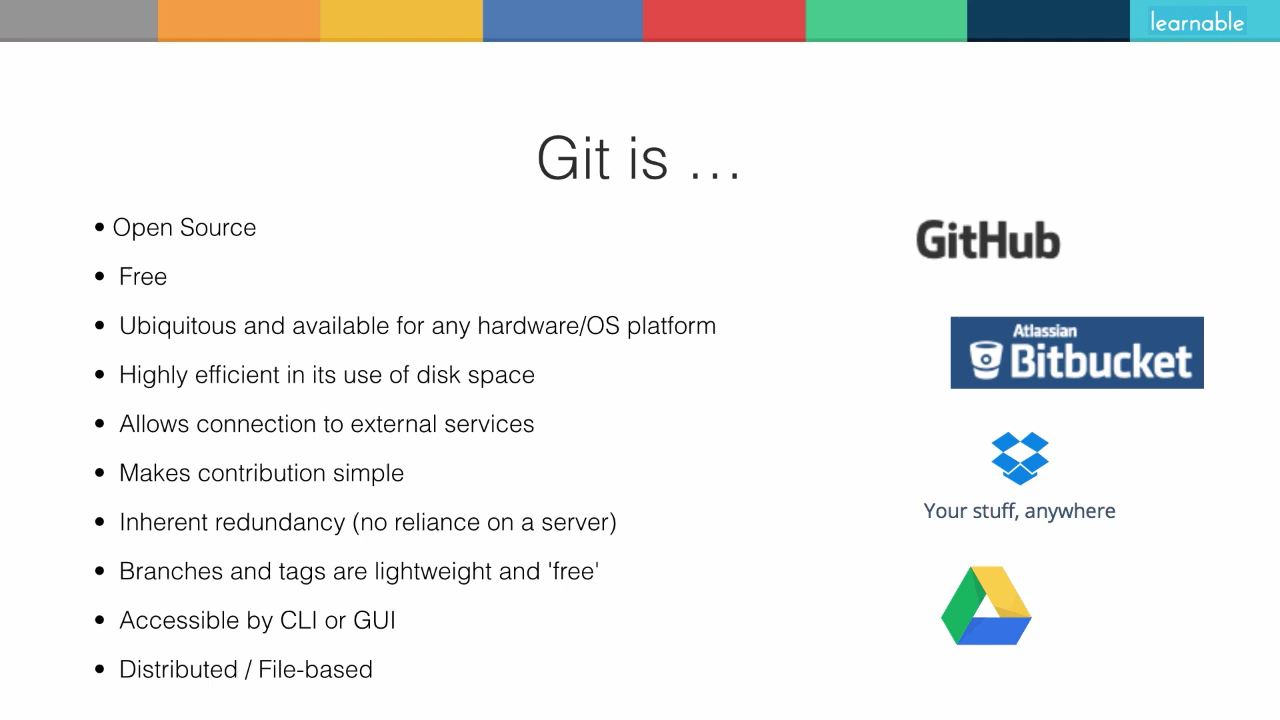 learnable
Git is …
• Open Source
• Free
• Ubiquitous and available for any hardware/OS platform
• Highly efficient in its use of disk space
• Allows connection to external services
• Makes contribution simple
• Inherent redundancy (no reliance on a server)
• Branches and tags are lightweight and 'free'
• Accessible by CLI or GUI
• Distributed / File-based
GitHub
Atlassian
Bitbucket
Your stuff, anywhere